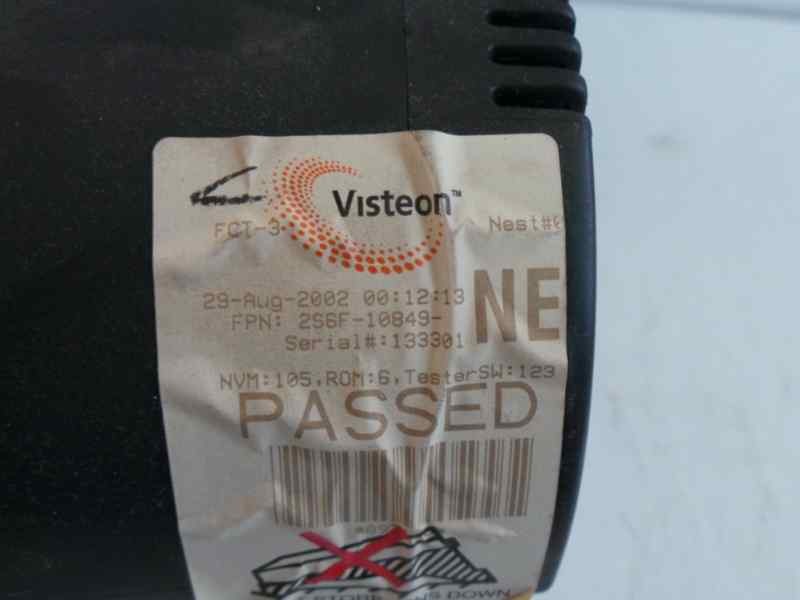 Visteon™
FCT-3 Nest#
29-Aug-2002 00:12:13
FPN: 2S6F-10849- NE
Serial#:133301
NVM:105,ROM:6,TesterSW:123
PASSED
DOWN